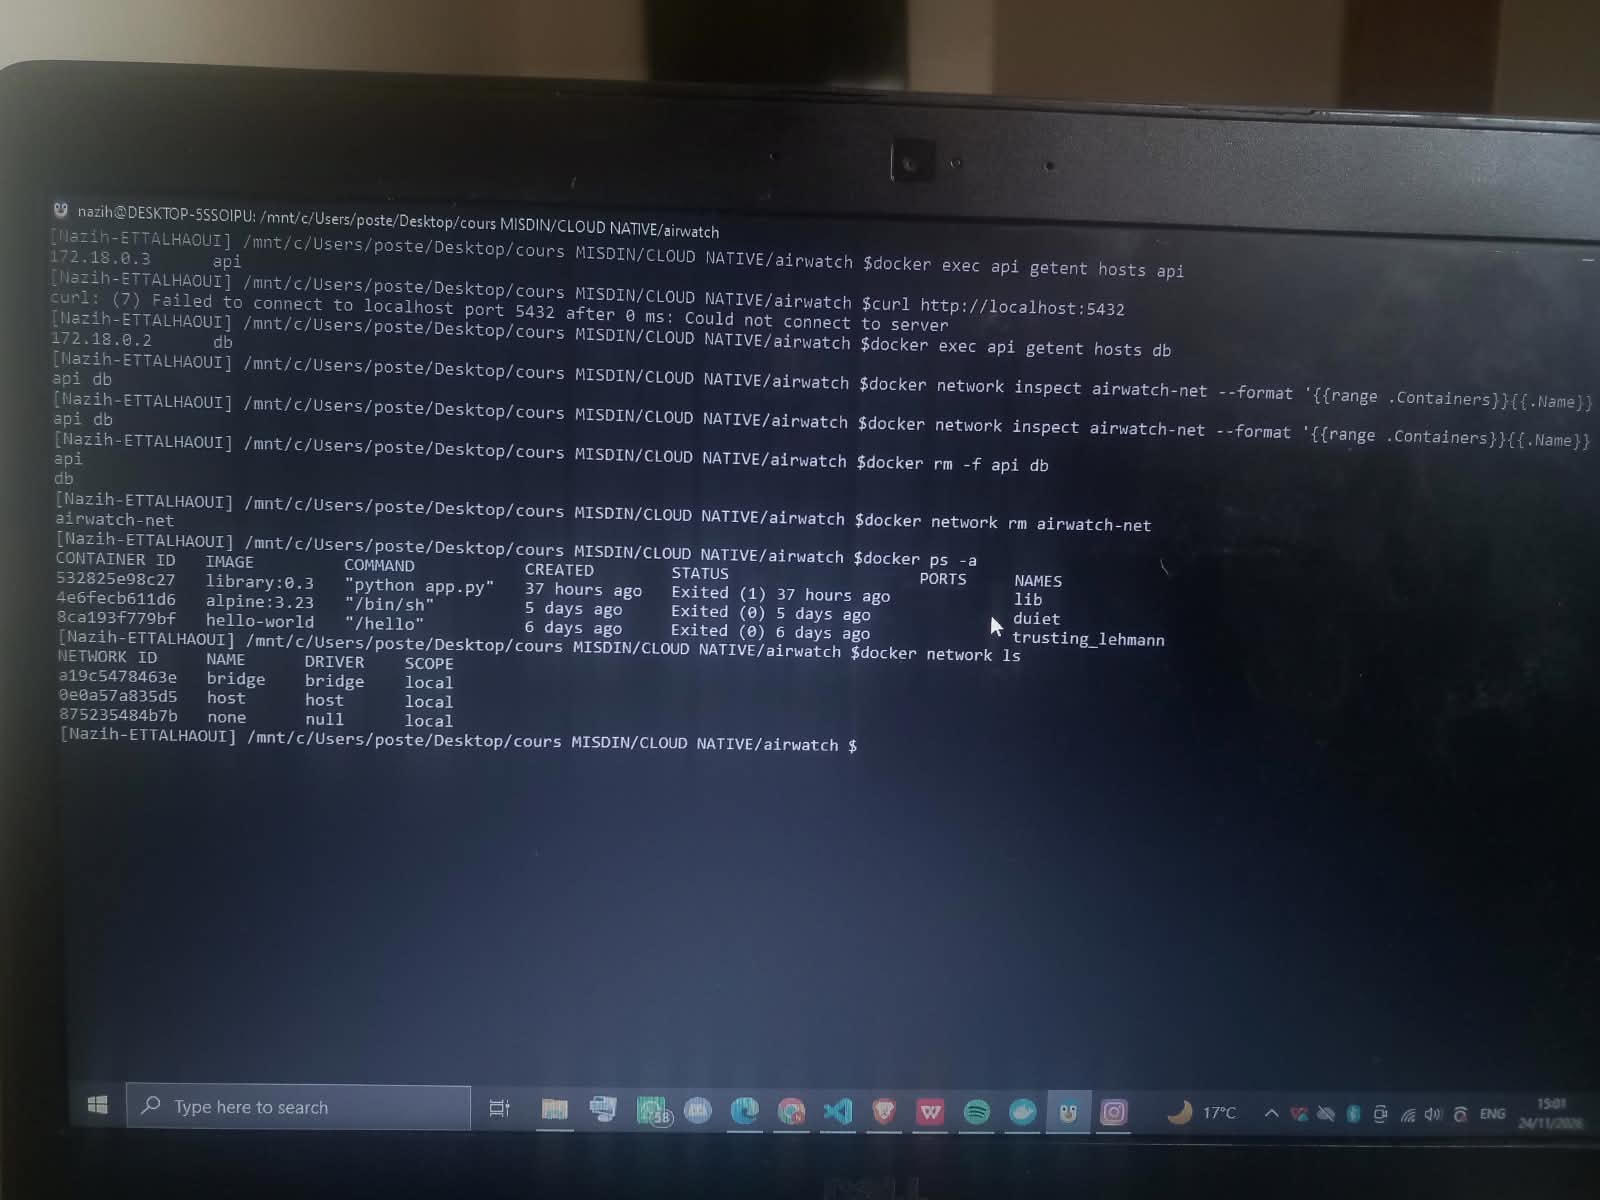 nazih@DESKTOP-5SSOIPU: /mnt/c/Users/poste/Desktop/cours MISDIN/CLOUD NATIVE/airwatch
[Nazih-ETTALHAOUI] /mnt/c/Users/poste/Desktop/cours MISDIN/CLOUD NATIVE/airwatch $docker exec api getent hosts api
172.18.0.3 api
[Nazih-ETTALHAOUI] /mnt/c/Users/poste/Desktop/cours MISDIN/CLOUD NATIVE/airwatch $curl http://localhost:5432
curl: (7) Failed to connect to localhost port 5432 after 0 ms: Could not connect to server
[Nazih-ETTALHAOUI] /mnt/c/Users/poste/Desktop/cours MISDIN/CLOUD NATIVE/airwatch $docker exec api getent hosts db
172.18.0.2 db
[Nazih-ETTALHAOUI] /mnt/c/Users/poste/Desktop/cours MISDIN/CLOUD NATIVE/airwatch $docker network inspect airwatch-net --format '{{range .Containers}}{{.Name}}
api db
[Nazih-ETTALHAOUI] /mnt/c/Users/poste/Desktop/cours MISDIN/CLOUD NATIVE/airwatch $docker network inspect airwatch-net --format '{{range .Containers}}{{.Name}}
api db
[Nazih-ETTALHAOUI] /mnt/c/Users/poste/Desktop/cours MISDIN/CLOUD NATIVE/airwatch $docker rm -f api db
api
db
[Nazih-ETTALHAOUI] /mnt/c/Users/poste/Desktop/cours MISDIN/CLOUD NATIVE/airwatch $docker network rm airwatch-net
airwatch-net
[Nazih-ETTALHAOUI] /mnt/c/Users/poste/Desktop/cours MISDIN/CLOUD NATIVE/airwatch $docker ps -a
CONTAINER ID IMAGE COMMAND CREATED STATUS PORTS NAMES
532825e98c27 library:0.3 "python app.py" 37 hours ago Exited (1) 37 hours ago lib
4e6fecb611d6 alpine:3.23 "/bin/sh" 5 days ago Exited (0) 5 days ago duiet
8ca193f779bf hello-world "/hello" 6 days ago Exited (0) 6 days ago trusting_lehmann
[Nazih-ETTALHAOUI] /mnt/c/Users/poste/Desktop/cours MISDIN/CLOUD NATIVE/airwatch $docker network ls
NETWORK ID NAME DRIVER SCOPE
a19c5478463e bridge bridge local
0e0a57a835d5 host host local
875235484b7b none null local
[Nazih-ETTALHAOUI] /mnt/c/Users/poste/Desktop/cours MISDIN/CLOUD NATIVE/airwatch $
Type here to search
58
17°C
ENG
15:01